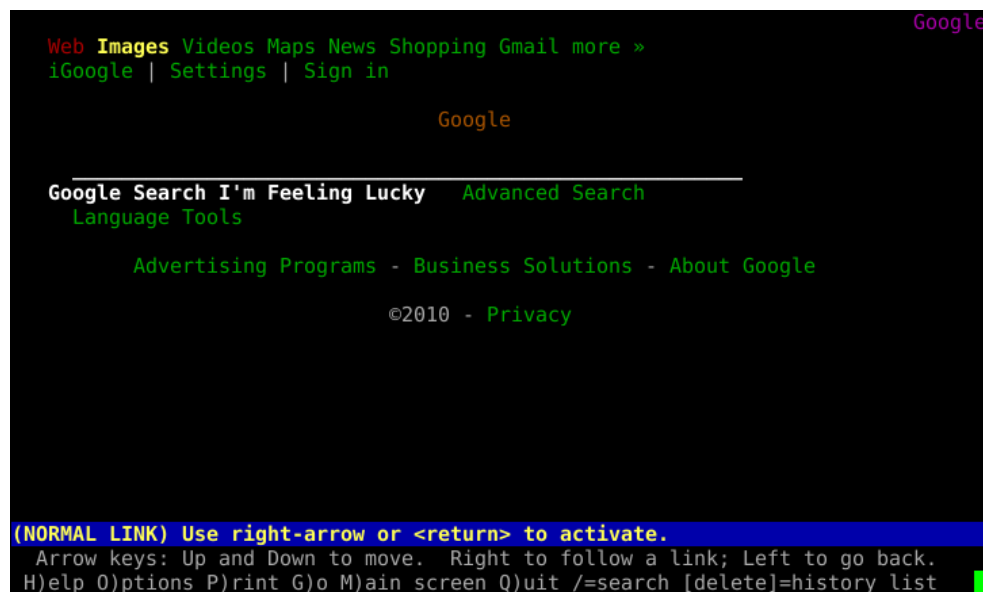 Google
Web Images Videos Maps News Shopping Gmail more »
iGoogle | Settings | Sign in
Google
Google Search I'm Feeling Lucky Advanced Search
Language Tools
Advertising Programs - Business Solutions - About Google
©2010 - Privacy
(NORMAL LINK) Use right-arrow or <return> to activate.
Arrow keys: Up and Down to move. Right to follow a link; Left to go back.
H)elp O)ptions P)rint G)o M)ain screen Q)uit /=search [delete]=history list